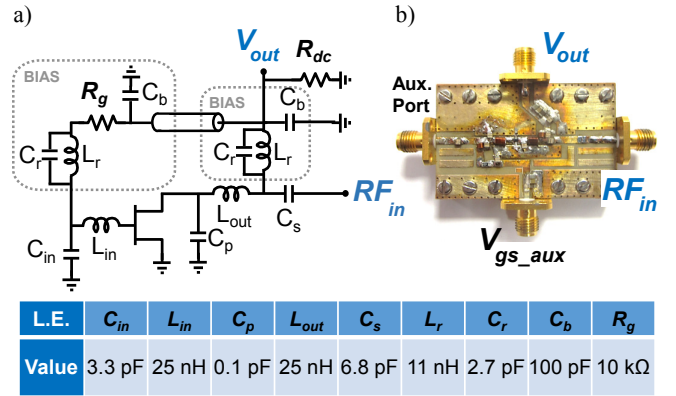 a)
b)
V_out
R_dc
BIAS
R_g
C_b
BIAS
C_b
C_r
L_r
C_r
L_r
RF_in
L_out
C_s
C_in
L_in
C_p
V_out
Aux.
Port
RF_in
V_gs_aux
L.E. C_in L_in C_p L_out C_s L_r C_r C_b R_g
Value 3.3 pF 25 nH 0.1 pF 25 nH 6.8 pF 11 nH 2.7 pF 100 pF 10 kΩ